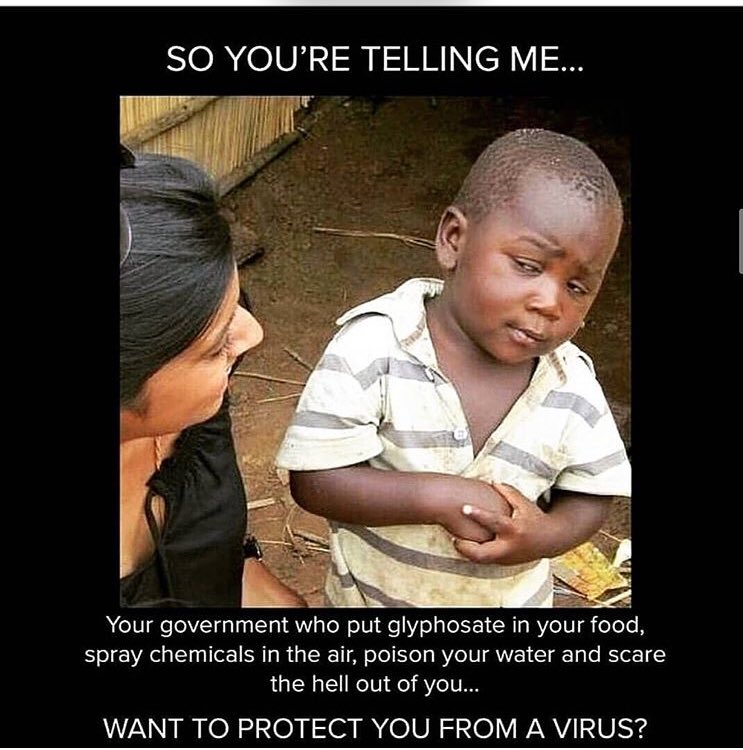 SO YOU'RE TELLING ME...
Your government who put glyphosate in your food,
spray chemicals in the air, poison your water and scare
the hell out of you...
WANT TO PROTECT YOU FROM A VIRUS?